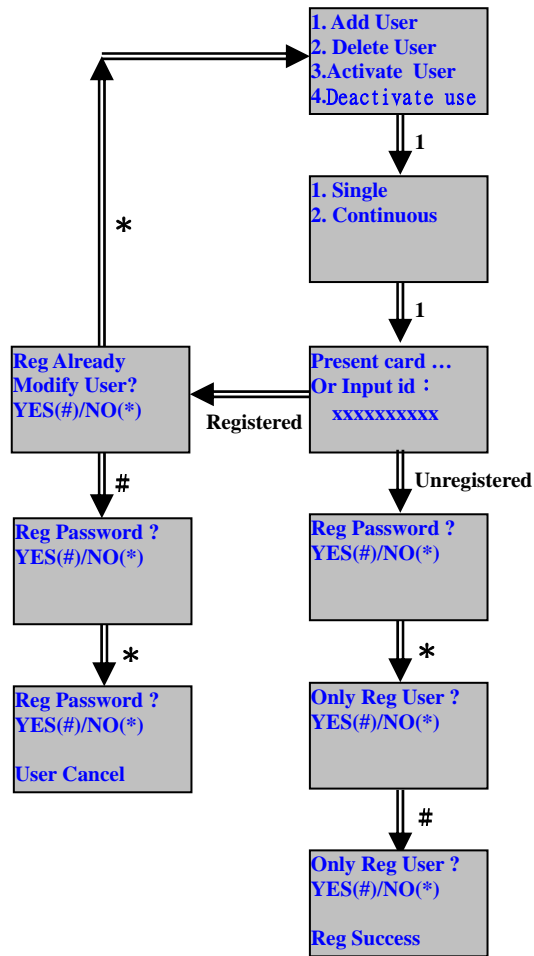 1. Add User
2. Delete User
3.Activate User
4.Deactivate use
1
1. Single
2. Continuous
*
1
Reg Already
Modify User?
YES(#)/NO(*)
Present card …
Or Input id：
xxxxxxxxxx
Registered
#
Unregistered
Reg Password ?
YES(#)/NO(*)
Reg Password ?
YES(#)/NO(*)
*
*
Reg Password ?
YES(#)/NO(*)
User Cancel
Only Reg User ?
YES(#)/NO(*)
#
Only Reg User ?
YES(#)/NO(*)
Reg Success